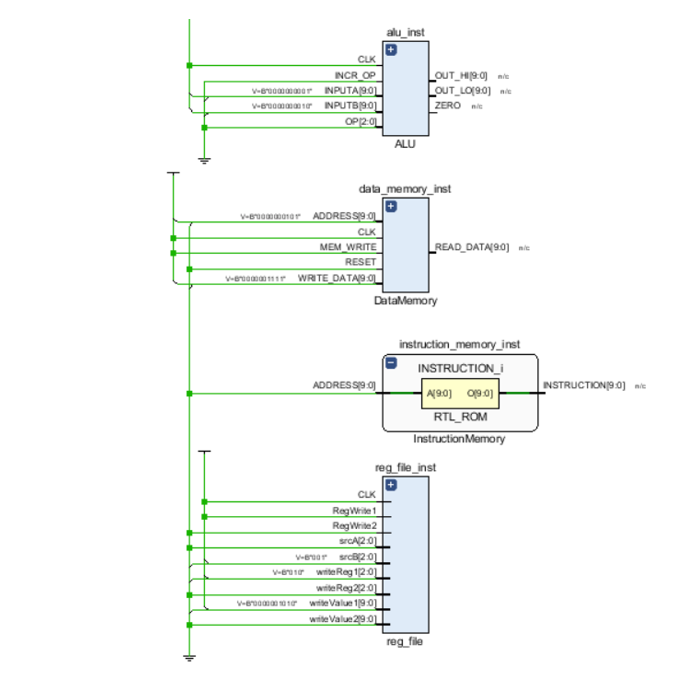 alu_inst
CLK
INCR_OP
OUT_HI[9:0] n/c
V=B"0000000001" INPUTA[9:0]
OUT_LO[9:0] n/c
V=B"0000000010" INPUTB[9:0]
ZERO n/c
OP[2:0]
ALU
data_memory_inst
V=B"0000000101" ADDRESS[9:0]
CLK
MEM_WRITE
READ_DATA[9:0] n/c
RESET
V=B"0000001111" WRITE_DATA[9:0]
DataMemory
instruction_memory_inst
INSTRUCTION_i
ADDRESS[9:0]
A[9:0] O[9:0]
INSTRUCTION[9:0] n/c
RTL_ROM
InstructionMemory
reg_file_inst
CLK
RegWrite1
RegWrite2
srcA[2:0]
V=B"001" srcB[2:0]
V=B"010" writeReg1[2:0]
writeReg2[2:0]
V=B"0000001010" writeValue1[9:0]
writeValue2[9:0]
reg_file